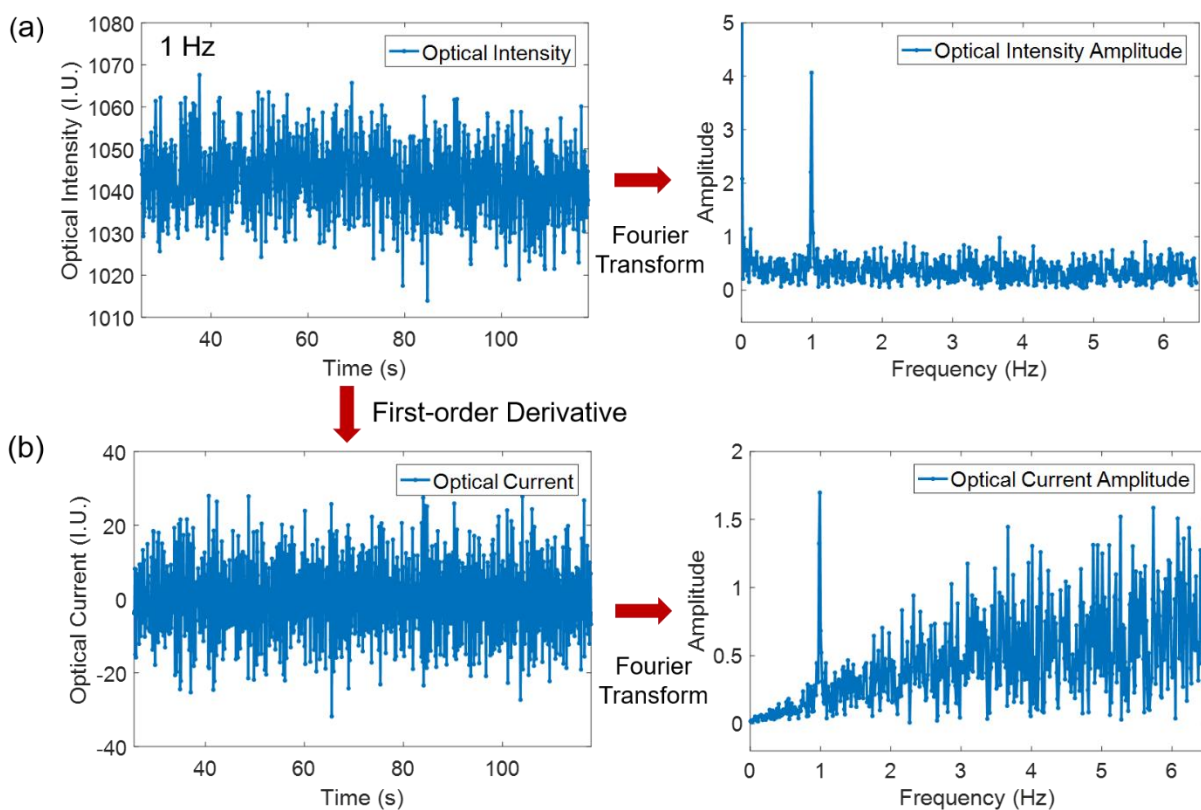 (a)
1 Hz
Optical Intensity
1080
1070
1060
1050
1040
1030
1020
1010
Optical Intensity (I.U.)
40
60
80
100
Time (s)
Fourier
Transform
Optical Intensity Amplitude
5
4
3
2
1
0
Amplitude
0
1
2
3
4
5
6
Frequency (Hz)
First-order Derivative
(b)
Optical Current
40
20
0
-20
-40
Optical Current (I.U.)
40
60
80
100
Time (s)
Fourier
Transform
Optical Current Amplitude
2
1.5
1
0.5
0
Amplitude
0
1
2
3
4
5
6
Frequency (Hz)